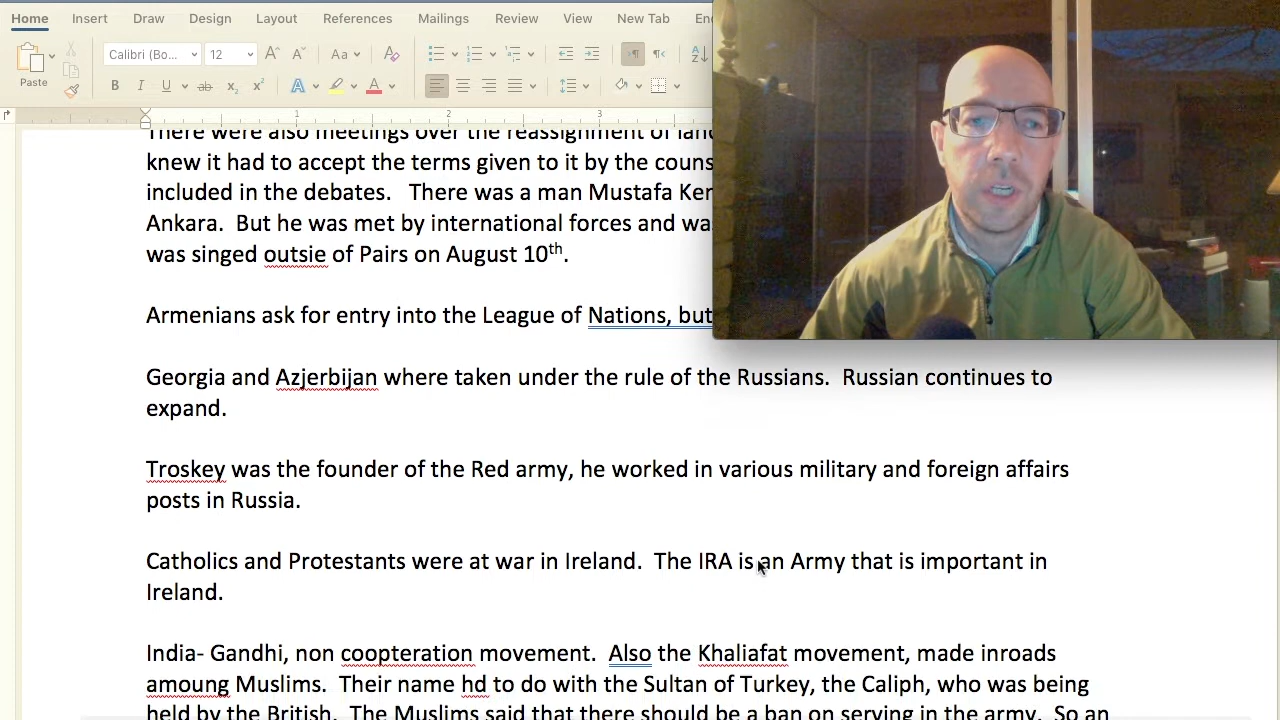 Home Insert Draw Design Layout References Mailings Review View New Tab
Calibri (Bo... 12 Aa
Paste
B I U ab x₂ x² A A
1 2 3
There were also meetings over the reassignment of
knew it had to accept the terms given to it by the
included in the debates. There was a man Mustafa
Ankara. But he was met by international forces and
was singed outsie of Pairs on August 10th.
Armenians ask for entry into the League of Nations, but
Georgia and Azjerbijan where taken under the rule of the Russians. Russian continues to
expand.
Troskey was the founder of the Red army, he worked in various military and foreign affairs
posts in Russia.
Catholics and Protestants were at war in Ireland. The IRA is an Army that is important in
Ireland.
India- Gandhi, non coopteration movement. Also the Khaliafat movement, made inroads
amoung Muslims. Their name hd to do with the Sultan of Turkey, the Caliph, who was being
held by the British. The Muslims said that there should be a ban on serving in the army. So an